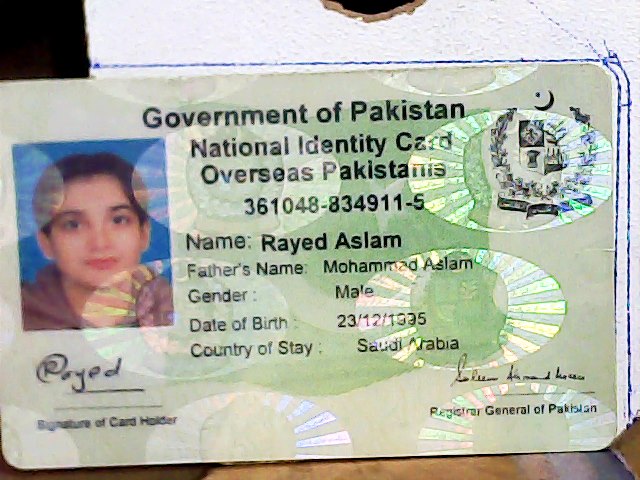 Government of Pakistan
National Identity Card
Overseas Pakistanis
361048-834911-5
Name: Rayed Aslam
Father's Name: Mohammad Aslam
Gender : Male
Date of Birth : 23/12/1995
Country of Stay : Saudi Arabia
Rayed
Signature of Card Holder
Registrar General of Pakistan